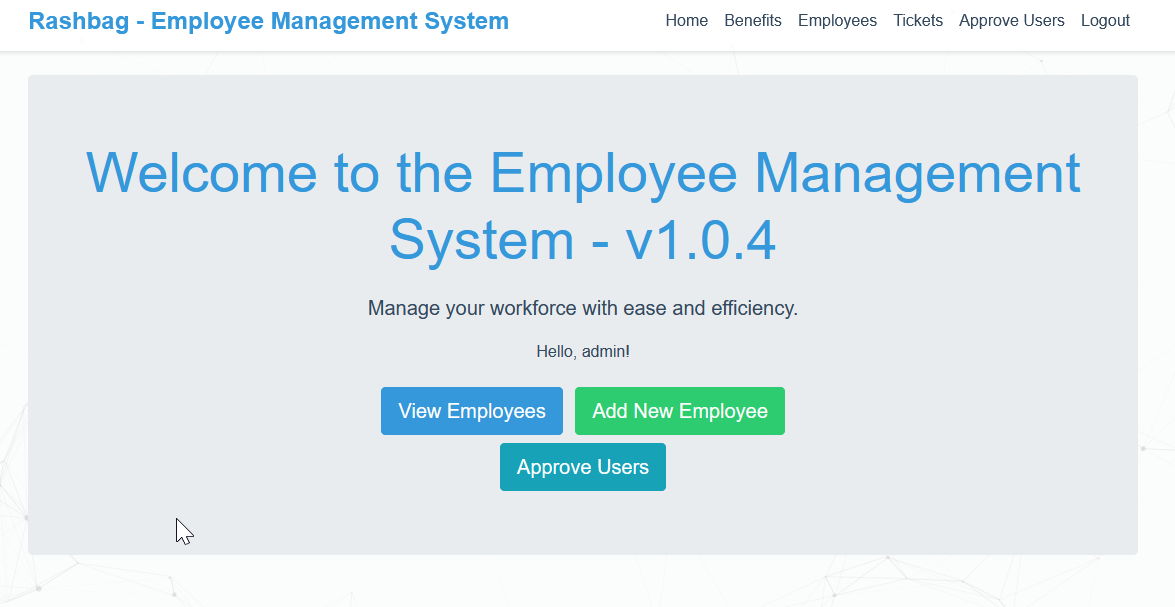 Rashbag - Employee Management System
Home Benefits Employees Tickets Approve Users Logout
Welcome to the Employee Management
System - v1.0.4
Manage your workforce with ease and efficiency.
Hello, admin!
View Employees Add New Employee
Approve Users